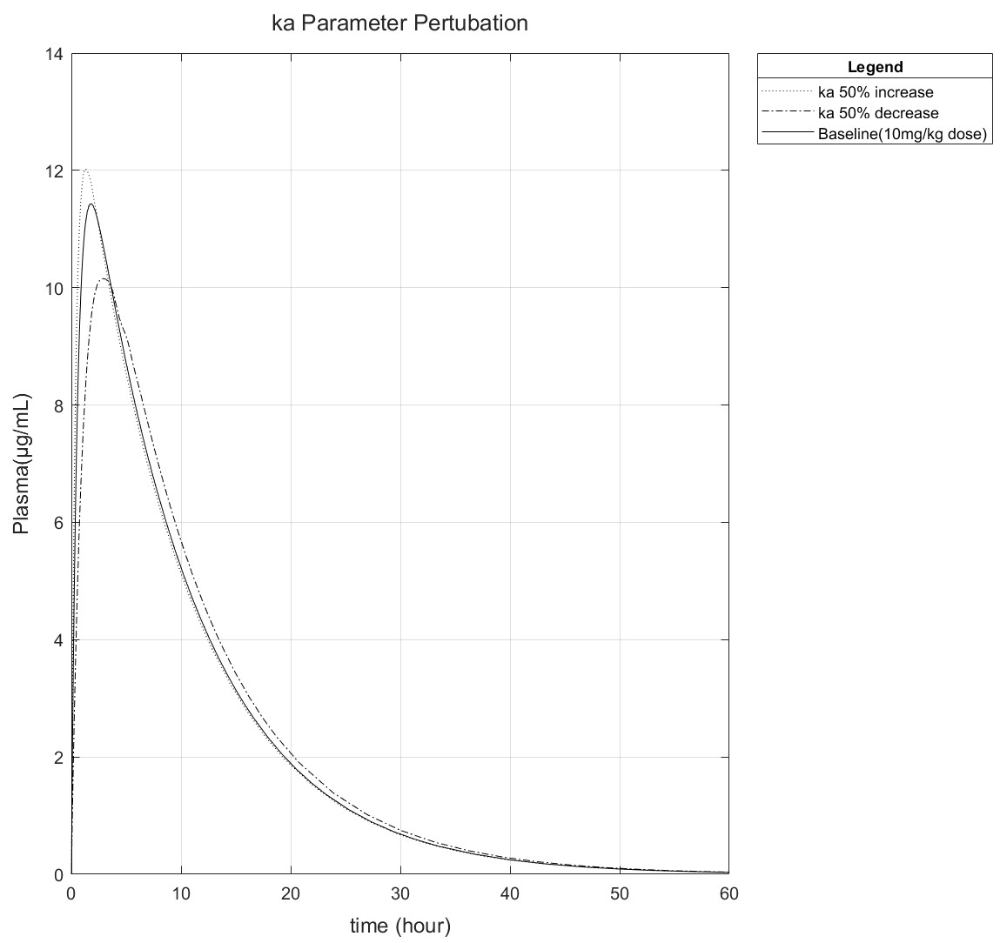 ka Parameter Pertubation
Legend
ka 50% increase
ka 50% decrease
Baseline(10mg/kg dose)
14
12
10
8
6
4
2
0
Plasma(μg/mL)
0 10 20 30 40 50 60
time (hour)